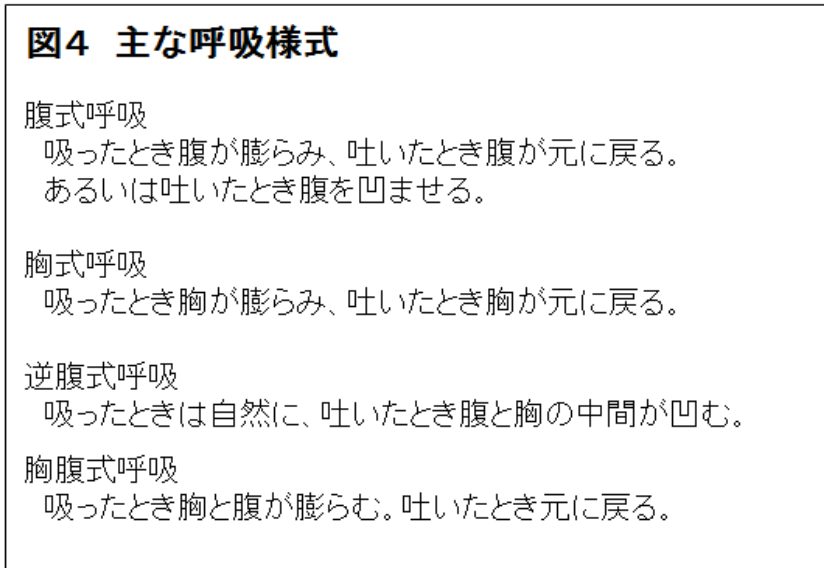 図4 主な呼吸様式
腹式呼吸
吸ったとき腹が膨らみ、吐いたとき腹が元に戻る。
あるいは吐いたとき腹を凹ませる。
胸式呼吸
吸ったとき胸が膨らみ、吐いたとき胸が元に戻る。
逆腹式呼吸
吸ったときは自然に、吐いたとき腹と胸の中間が凹む。
胸腹式呼吸
吸ったとき胸と腹が膨らむ。吐いたとき元に戻る。